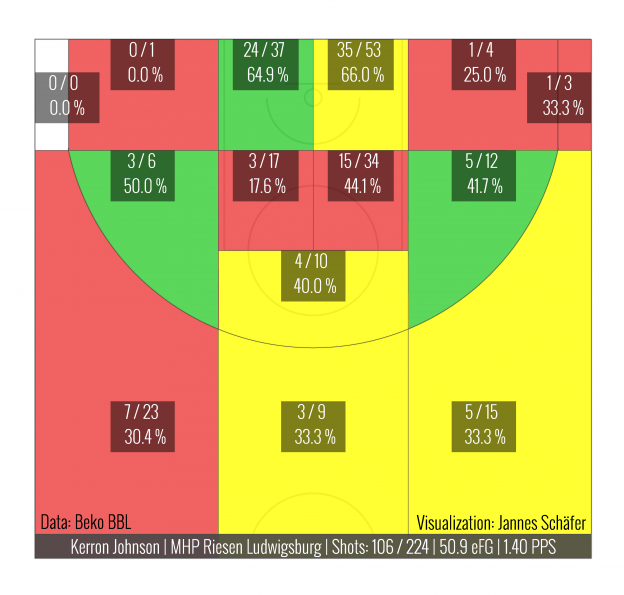 0 / 1
0.0 %
24 / 37
64.9 %
35 / 53
66.0 %
1 / 4
25.0 %
0 / 0
0.0 %
1 / 3
33.3 %
3 / 6
50.0 %
3 / 17
17.6 %
15 / 34
44.1 %
5 / 12
41.7 %
4 / 10
40.0 %
7 / 23
30.4 %
3 / 9
33.3 %
5 / 15
33.3 %
Data: Beko BBL
Visualization: Jannes Schäfer
Kerron Johnson | MHP Riesen Ludwigsburg | Shots: 106 / 224 | 50.9 eFG | 1.40 PPS